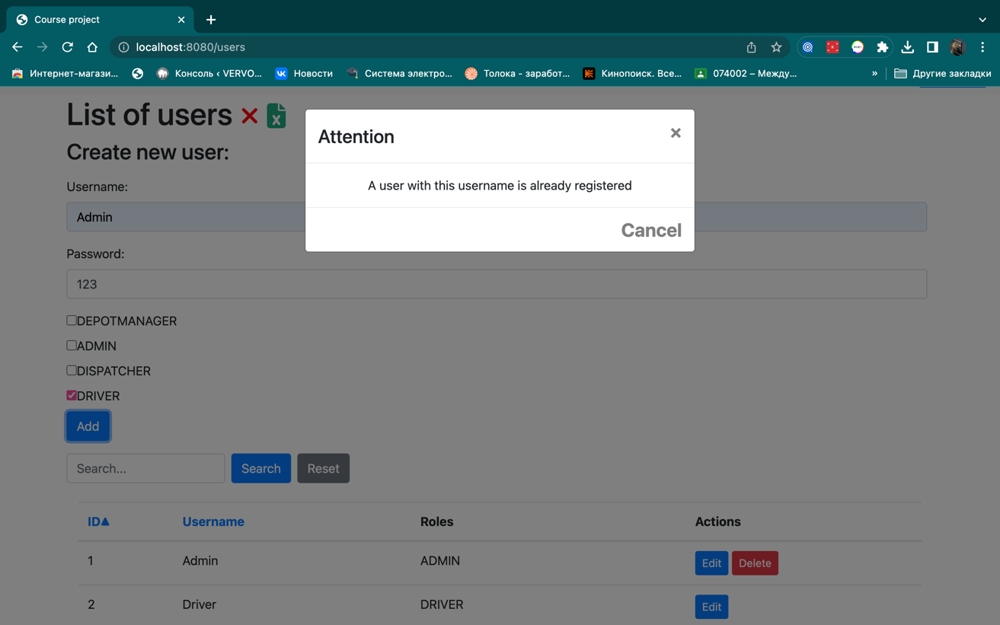 Course project
localhost:8080/users
Интернет-магази...
Консоль ‹ VERVO...
Новости
Система электро...
Толока - заработ...
Кинопоиск. Все...
074002 – Между...
»
Другие закладки
List of users
Create new user:
Attention
×
A user with this username is already registered
Cancel
Username:
Admin
Password:
123
DEPOTMANAGER
ADMIN
DISPATCHER
DRIVER
Add
Search... Search Reset
ID▲ Username Roles Actions
1 Admin ADMIN Edit Delete
2 Driver DRIVER Edit